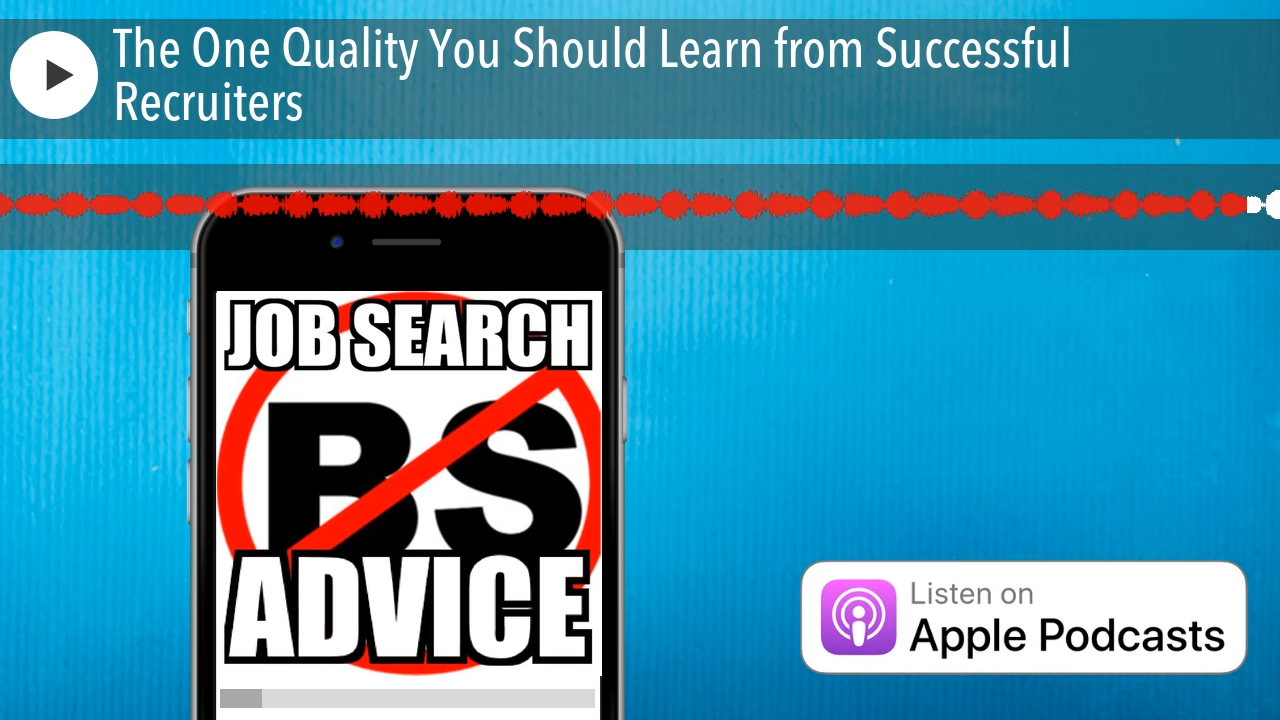 The One Quality You Should Learn from Successful
Recruiters
JOB SEARCH
BS
ADVICE
Listen on
Apple Podcasts